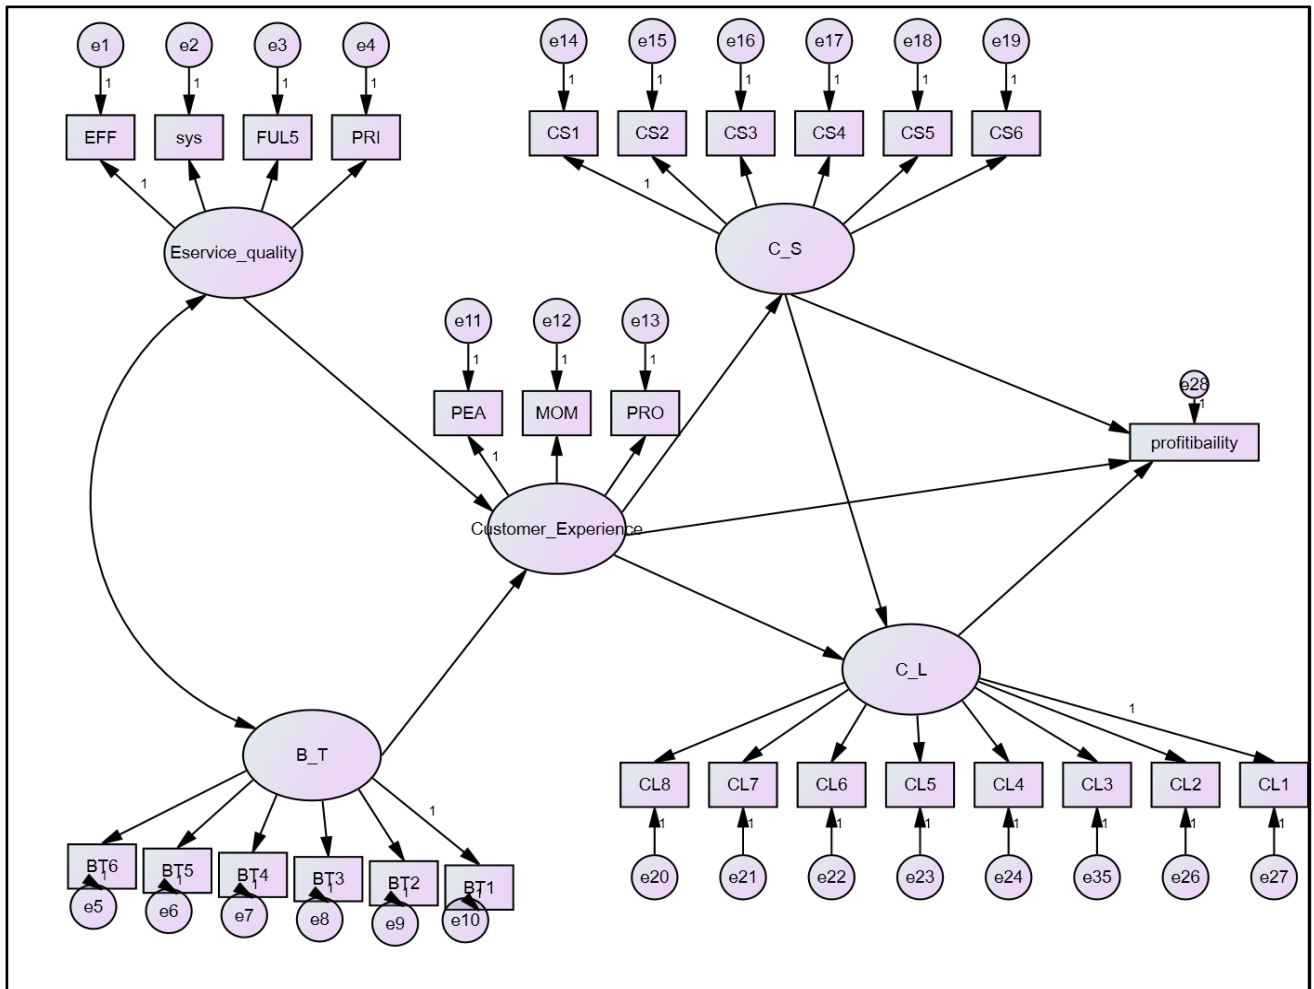 e1 e2 e3 e4
1 1 1 1
EFF sys FUL5 PRI
1
Eservice_quality
e14 e15 e16 e17 e18 e19
1 1 1 1 1 1
CS1 CS2 CS3 CS4 CS5 CS6
1
C_S
e11 e12 e13
1 1 1
PEA MOM PRO
1
Customer_Experience
e28
1
profitibaility
B_T
1
BT6 BT5 BT4 BT3 BT2 BT1
1 1 1 1 1 1
e5 e6 e7 e8 e9 e10
C_L
1
CL8 CL7 CL6 CL5 CL4 CL3 CL2 CL1
1 1 1 1 1 1 1 1
e20 e21 e22 e23 e24 e35 e26 e27